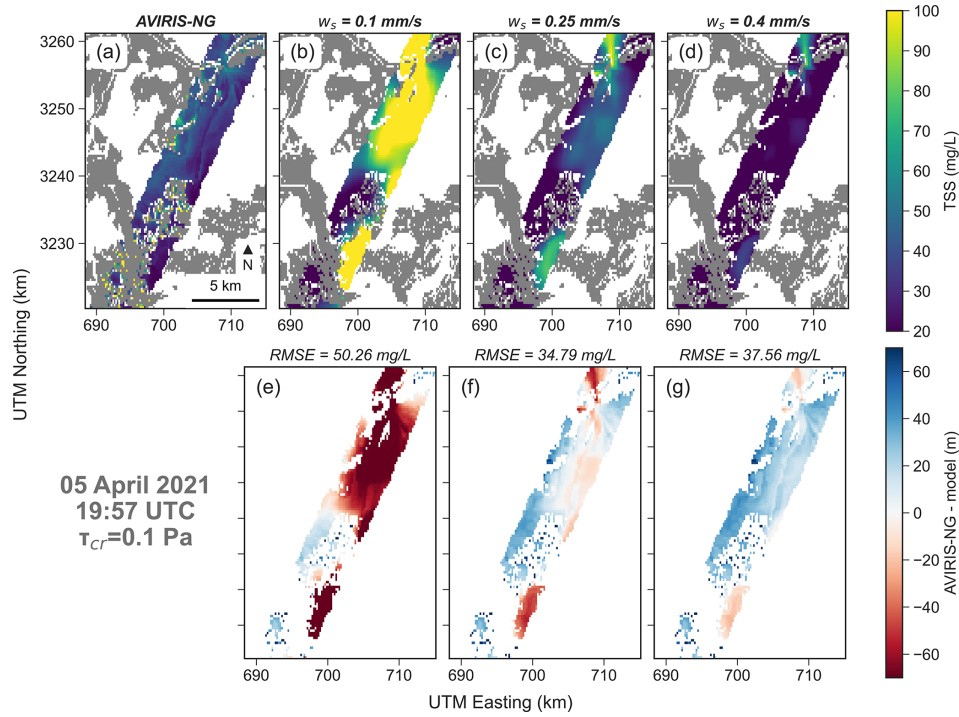 AVIRIS-NG
w_s = 0.1 mm/s
w_s = 0.25 mm/s
w_s = 0.4 mm/s
(a)
(b)
(c)
(d)
3260
3250
3240
3230
N
5 km
690 700 710
690 700 710
690 700 710
690 700 710
100
90
80
70
60
50
40
30
20
TSS (mg/L)
UTM Northing (km)
RMSE = 50.26 mg/L
RMSE = 34.79 mg/L
RMSE = 37.56 mg/L
(e)
(f)
(g)
05 April 2021
19:57 UTC
τcr=0.1 Pa
690 700 710
690 700 710
690 700 710
UTM Easting (km)
60
40
20
0
−20
−40
−60
AVIRIS-NG - model (m)